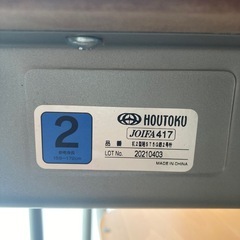 2
HOUTOKU
JOIFA417
品番
LOT No. 20210403
MADE IN CHINA